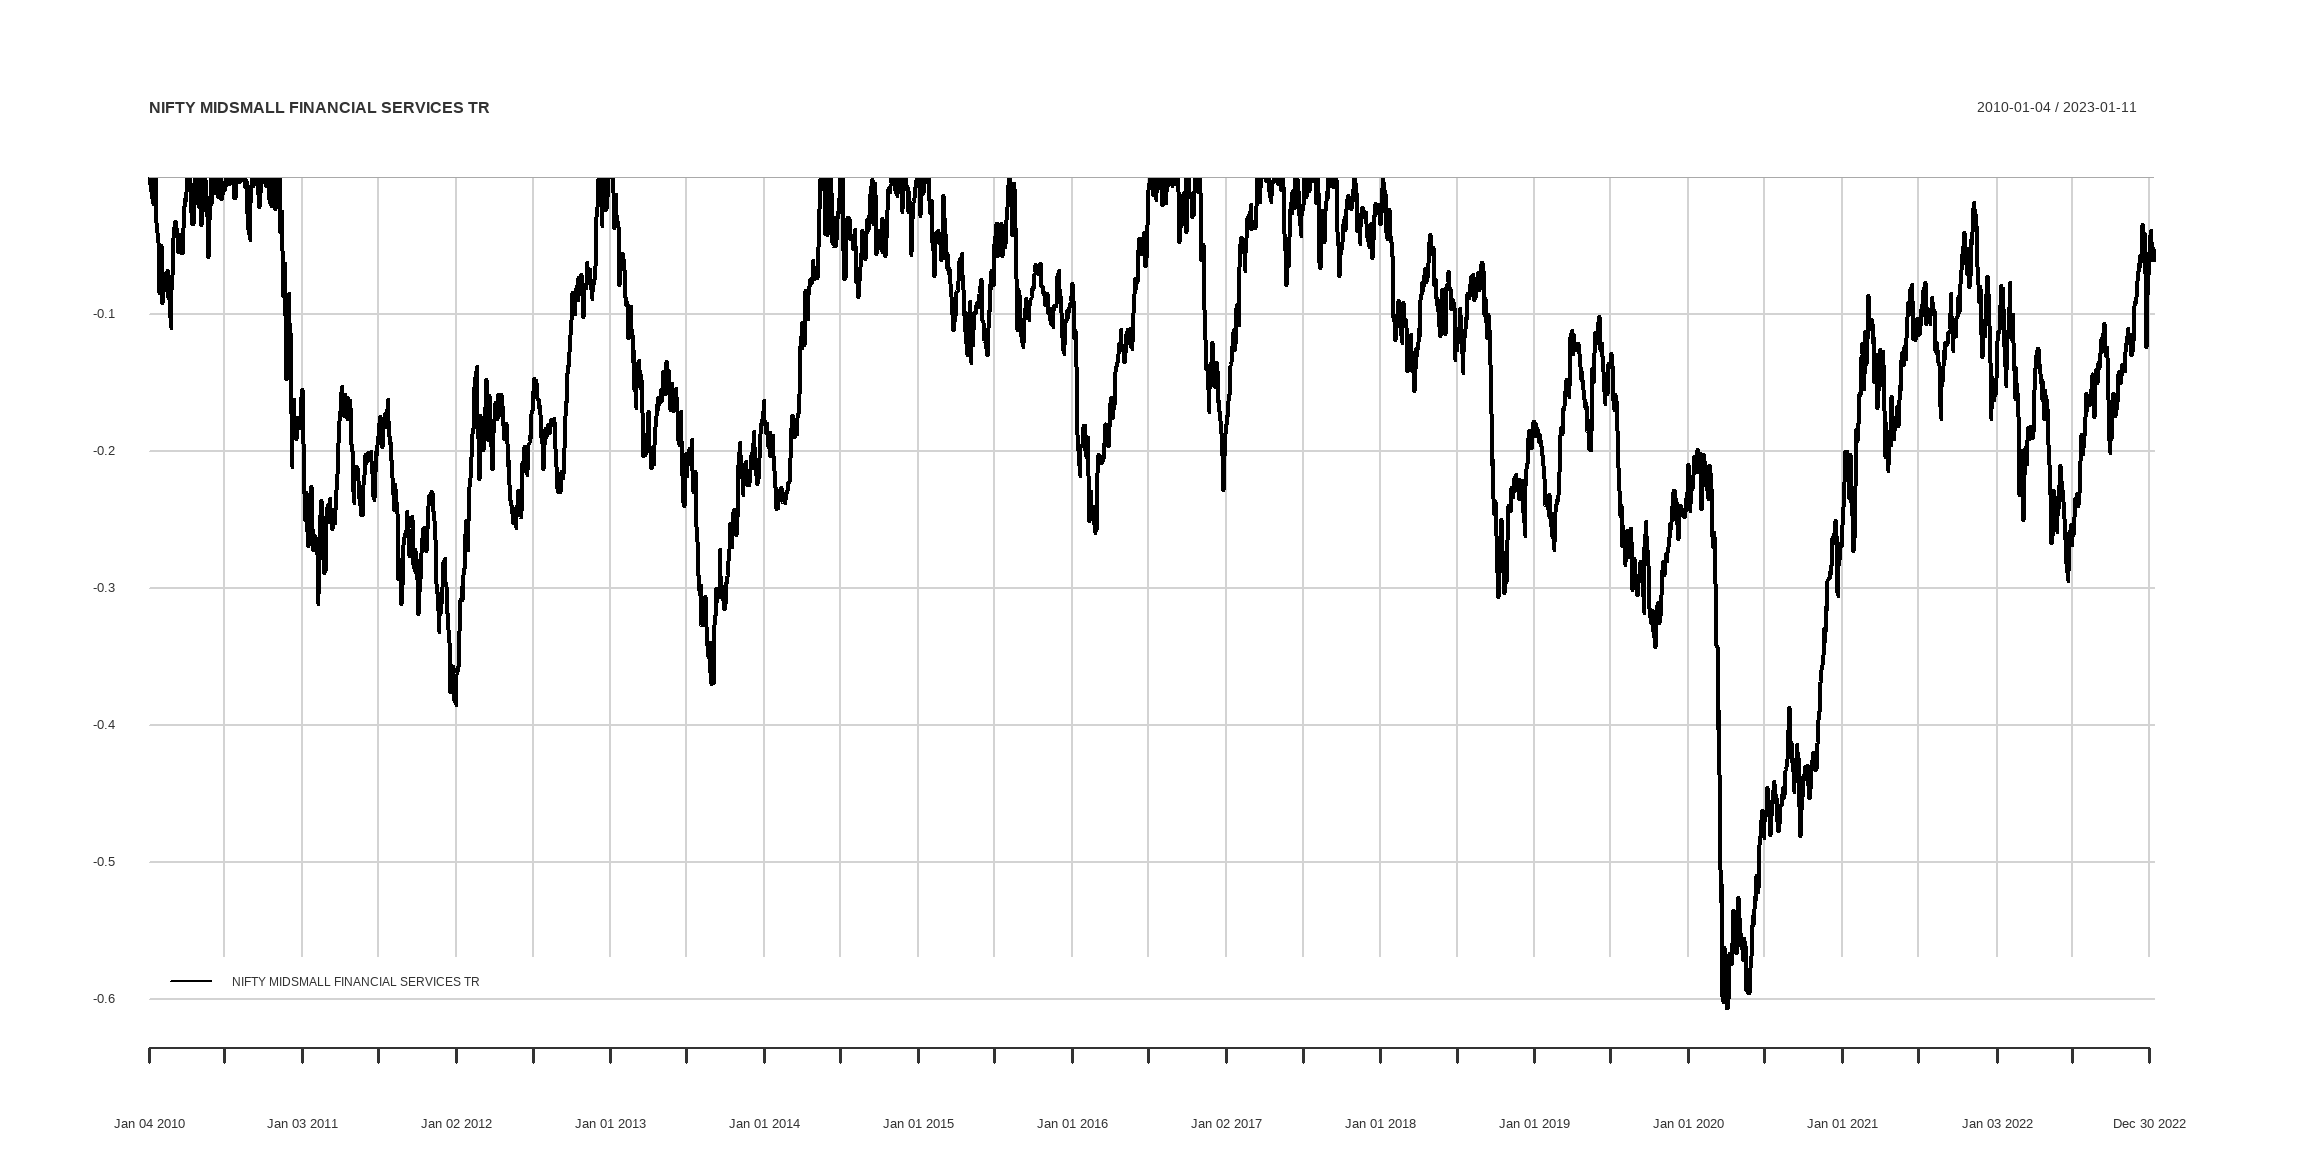 NIFTY MIDSMALL FINANCIAL SERVICES TR
2010-01-04 / 2023-01-11
-0.1
-0.2
-0.3
-0.4
-0.5
-0.6
NIFTY MIDSMALL FINANCIAL SERVICES TR
Jan 04 2010
Jan 03 2011
Jan 02 2012
Jan 01 2013
Jan 01 2014
Jan 01 2015
Jan 01 2016
Jan 02 2017
Jan 01 2018
Jan 01 2019
Jan 01 2020
Jan 01 2021
Jan 03 2022
Dec 30 2022